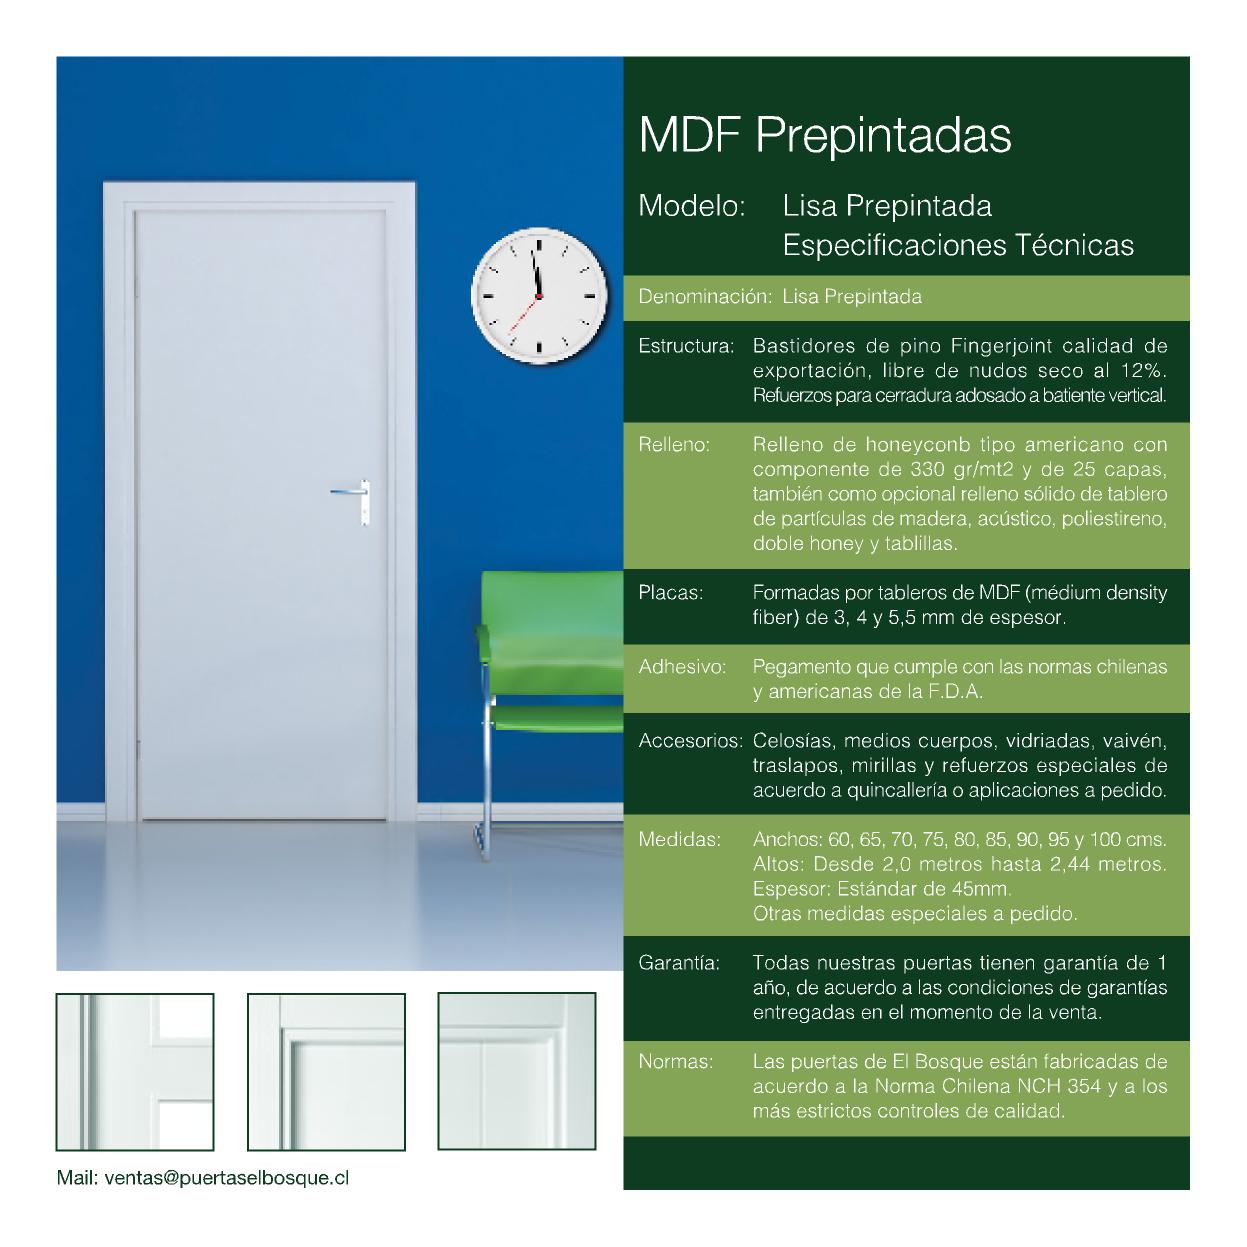 MDF Prepintadas
Modelo: Lisa Prepintada
Especificaciones Técnicas
Denominación: Lisa Prepintada
Estructura: Bastidores de pino Fingerjoint calidad de
exportación, libre de nudos seco al 12%.
Refuerzos para cerradura adosado a batiente vertical.
Relleno: Relleno de honeyconb tipo americano con
componente de 330 gr/mt2 y de 25 capas,
también como opcional relleno sólido de tablero
de partículas de madera, acústico, poliestireno,
doble honey y tablillas.
Placas: Formadas por tableros de MDF (médium density
fiber) de 3, 4 y 5,5 mm de espesor.
Adhesivo: Pegamento que cumple con las normas chilenas
y americanas de la F.D.A.
Accesorios: Celosías, medios cuerpos, vidriadas, vaivén,
traslapos, mirillas y refuerzos especiales de
acuerdo a quincallería o aplicaciones a pedido.
Medidas: Anchos: 60, 65, 70, 75, 80, 85, 90, 95 y 100 cms.
Altos: Desde 2,0 metros hasta 2,44 metros.
Espesor: Estándar de 45mm.
Otras medidas especiales a pedido.
Garantía: Todas nuestras puertas tienen garantía de 1
año, de acuerdo a las condiciones de garantías
entregadas en el momento de la venta.
Normas: Las puertas de El Bosque están fabricadas de
acuerdo a la Norma Chilena NCH 354 y a los
más estrictos controles de calidad.
Mail: ventas@puertaselbosque.cl